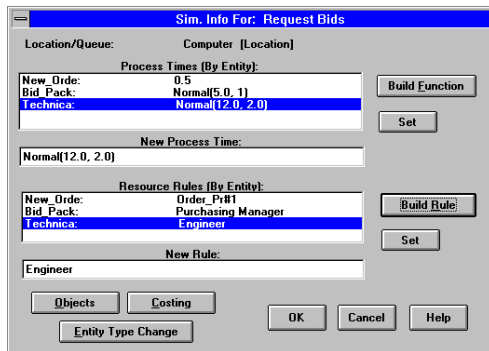 Sim. Info For: Request Bids
Location/Queue: Computer [Location]
Process Times (By Entity):
New_Orde: 0.5
Bid_Pack: Normal(5.0, 1)
Technica: Normal(12.0, 2.0)
Build Function
Set
New Process Time:
Normal(12.0, 2.0)
Resource Rules (By Entity):
New_Orde: Order_Pr#1
Bid_Pack: Purchasing Manager
Technica: Engineer
Build Rule
Set
New Rule:
Engineer
Objects
Costing
Entity Type Change
OK
Cancel
Help